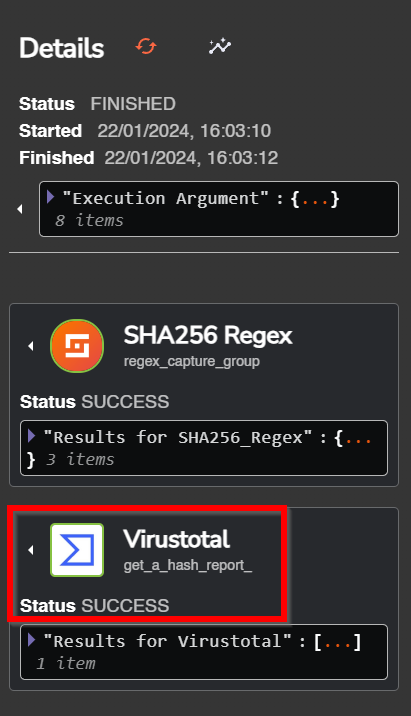 Details
Status FINISHED
Started 22/01/2024, 16:03:10
Finished 22/01/2024, 16:03:12
"Execution Argument" : {...}
8 items
SHA256 Regex
regex_capture_group
Status SUCCESS
"Results for SHA256_Regex" : {...
} 3 items
Virustotal
get_a_hash_report_
Status SUCCESS
"Results for Virustotal" : [...]
1 item